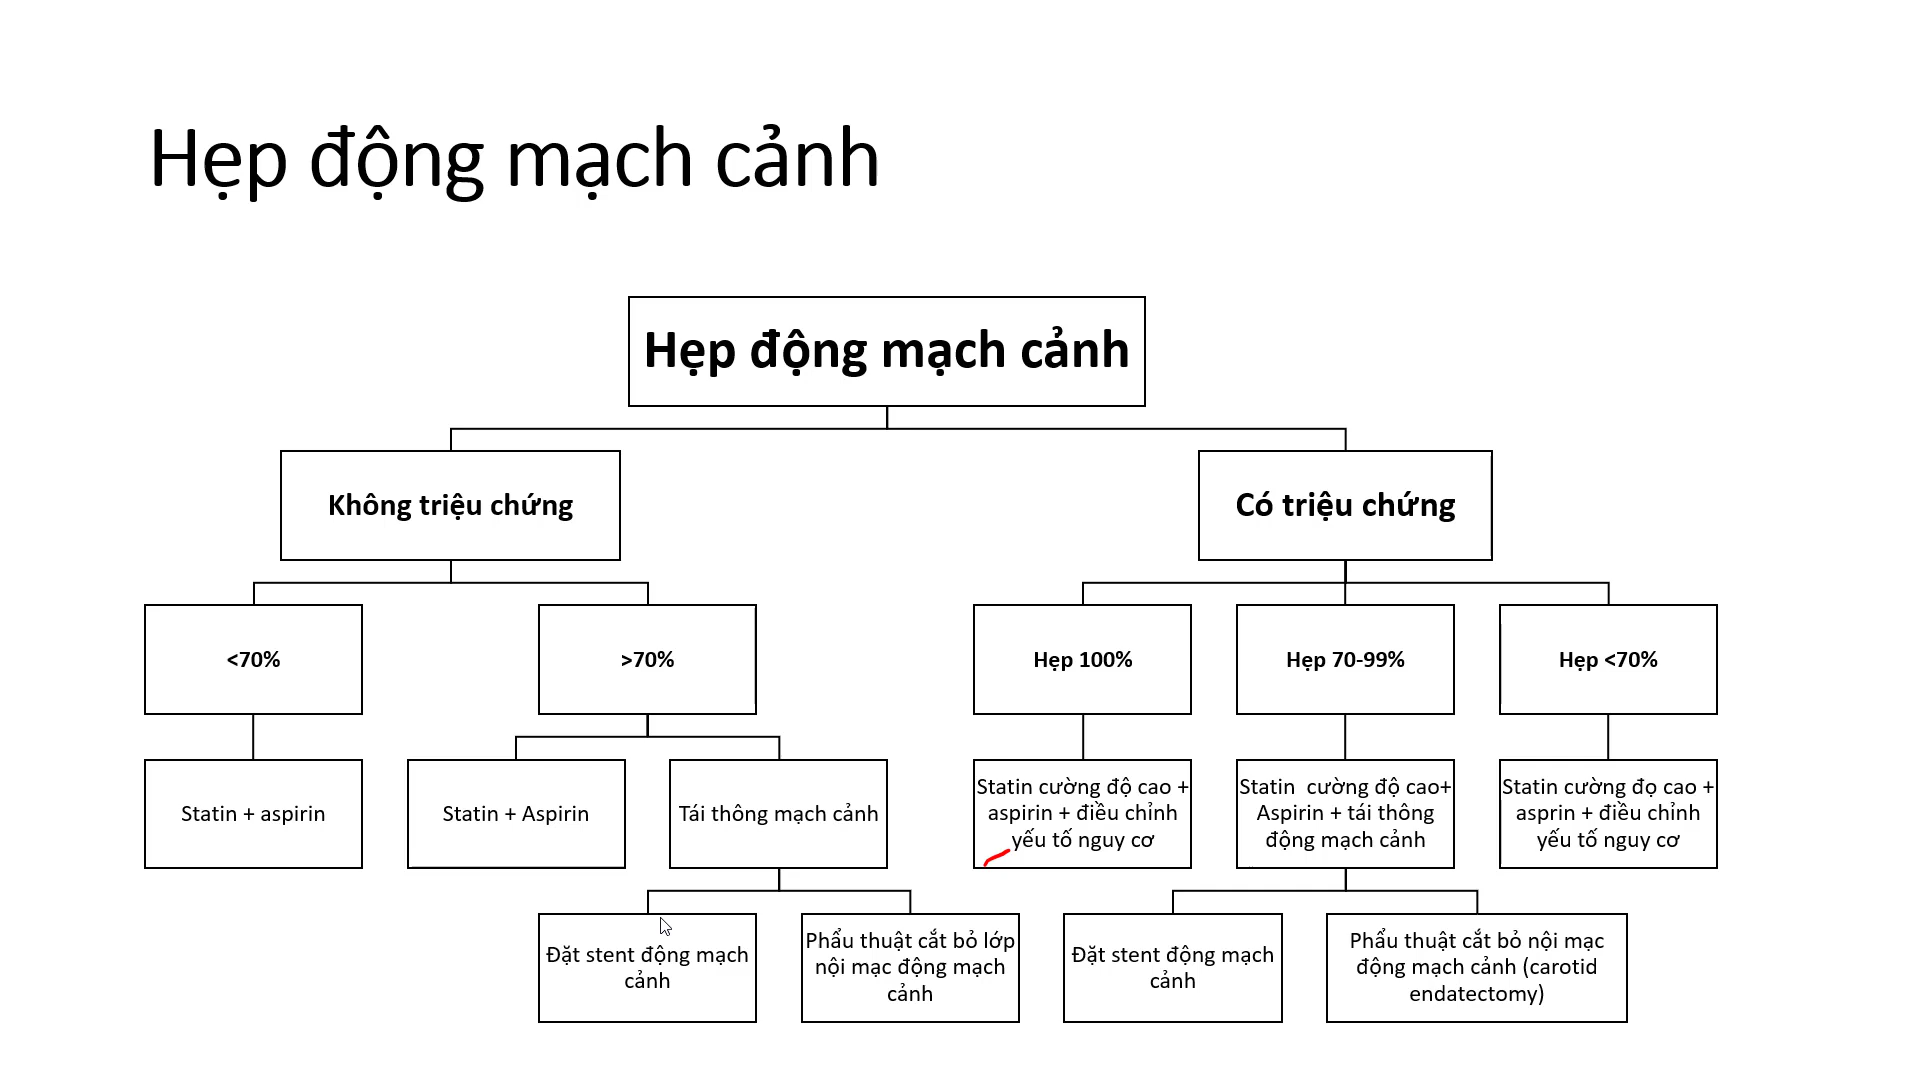 Hẹp động mạch cảnh
Hẹp động mạch cảnh
Không triệu chứng
Có triệu chứng
<70%
>70%
Hẹp 100%
Hẹp 70-99%
Hẹp <70%
Statin + aspirin
Statin + Aspirin
Tái thông mạch cảnh
Statin cường độ cao +
aspirin + điều chỉnh
yếu tố nguy cơ
Statin  cường độ cao+
Aspirin + tái thông
động mạch cảnh
Statin cường đọ cao +
asprin + điều chỉnh
yếu tố nguy cơ
Đặt stent động mạch
cảnh
Phẩu thuật cắt bỏ lớp
nội mạc động mạch
cảnh
Đặt stent động mạch
cảnh
Phẩu thuật cắt bỏ nội mạc
động mạch cảnh (carotid
endatectomy)